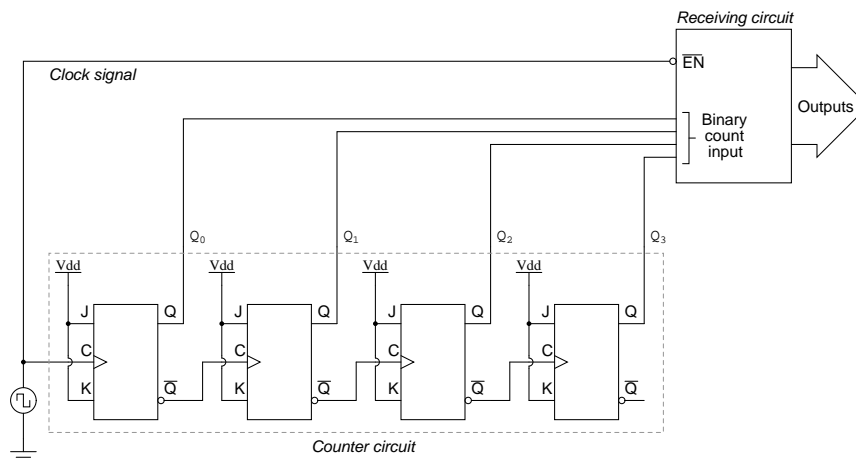 Receiving circuit
Clock signal
EN
Outputs
Binary
count
input
Q0 Q1 Q2 Q3
Vdd Vdd Vdd Vdd
J Q J Q J Q J Q
C C C C
K Q K Q K Q K Q
Counter circuit